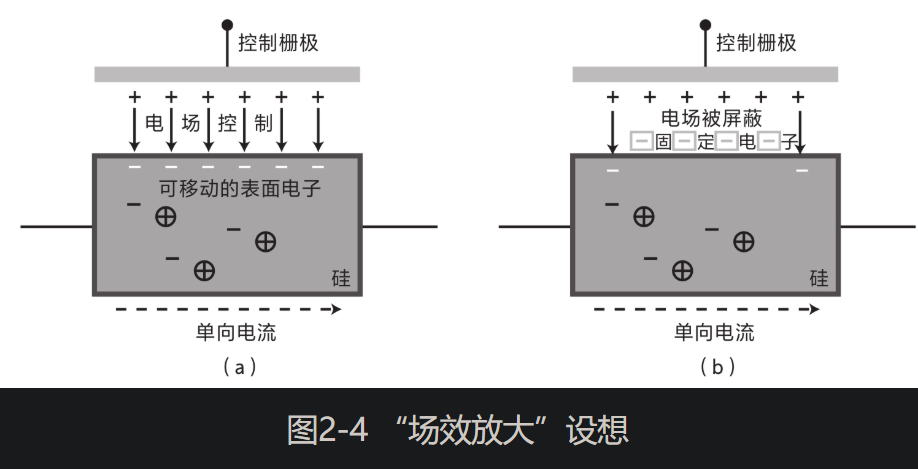 控制栅极
电场控制
可移动的表面电子
硅
单向电流
(a)
控制栅极
电场被屏蔽
固定电子
硅
单向电流
(b)
图2-4 “场效放大”设想